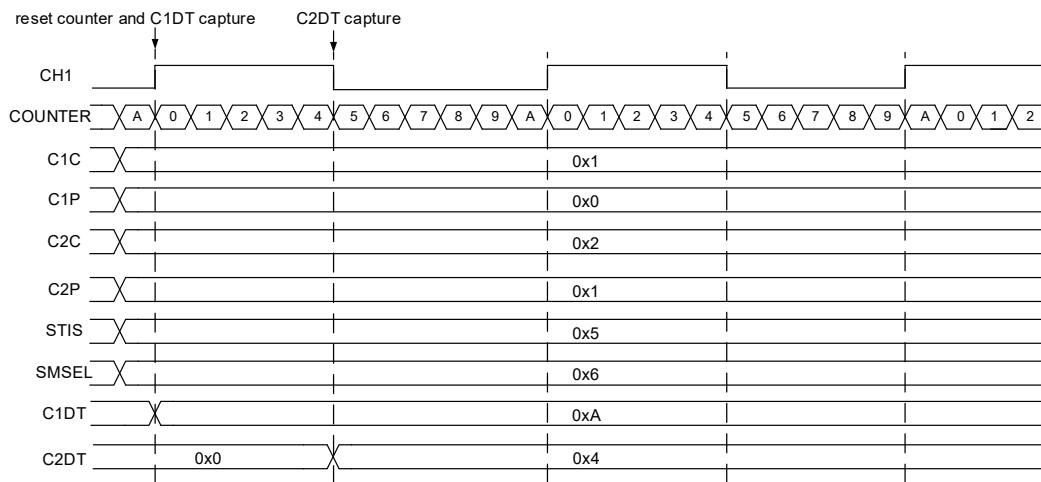 reset counter and C1DT capture C2DT capture
CH1
COUNTER A 0 1 2 3 4 5 6 7 8 9 A 0 1 2 3 4 5 6 7 8 9 A 0 1 2
C1C 0x1
C1P 0x0
C2C 0x2
C2P 0x1
STIS 0x5
SMSEL 0x6
C1DT 0xA
C2DT 0x0 0x4